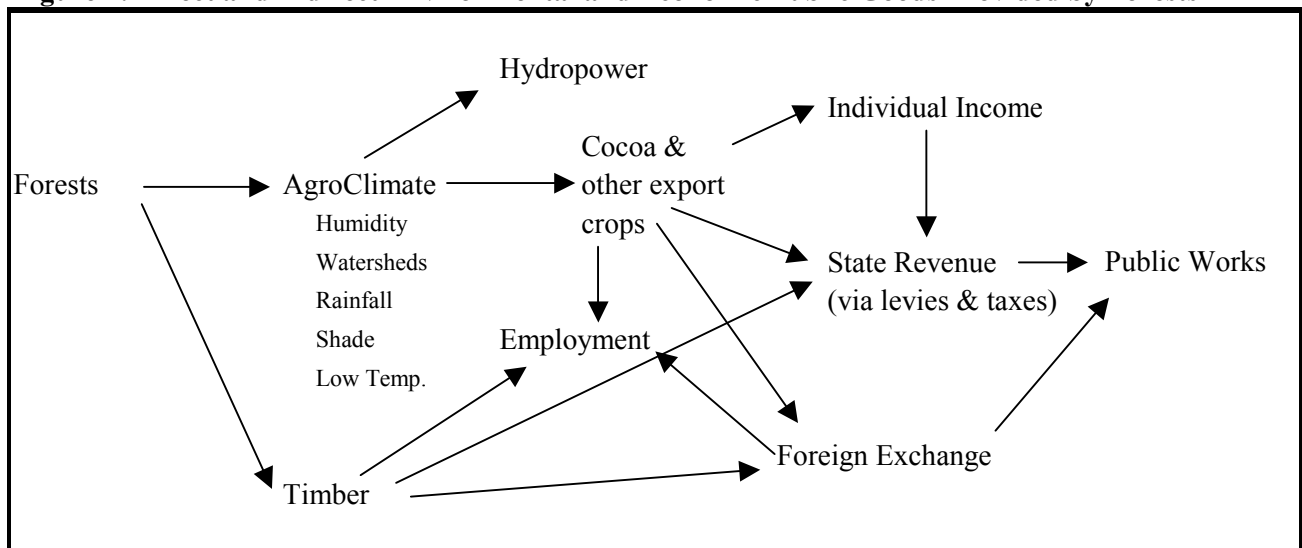 Hydropower
Individual Income
Cocoa &
Forests
AgroClimate
other export
Humidity
crops
Watersheds
State Revenue
Public Works
Rainfall
(via levies & taxes)
Shade
Employment
Low Temp.
Foreign Exchange
Timber